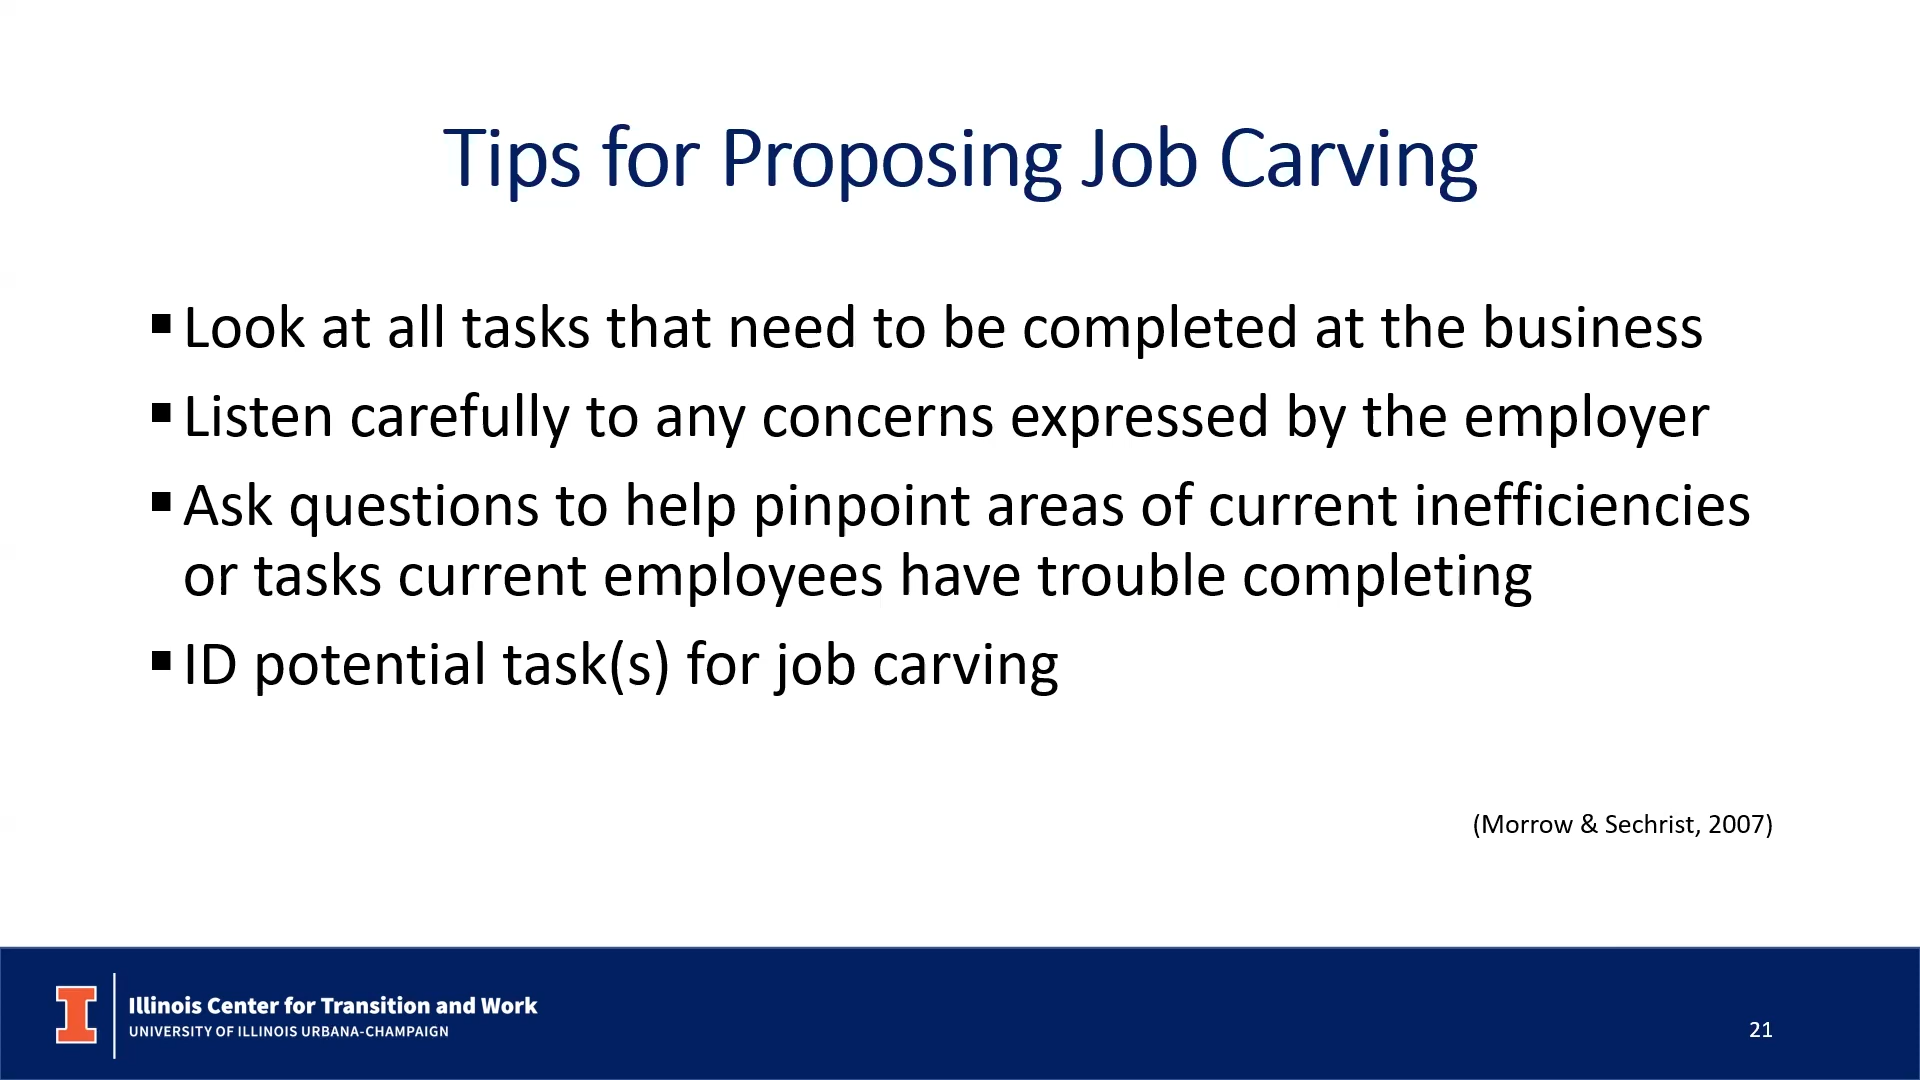 Tips for Proposing Job Carving
▪Look at all tasks that need to be completed at the business
▪Listen carefully to any concerns expressed by the employer
▪Ask questions to help pinpoint areas of current inefficiencies
or tasks current employees have trouble completing
▪ID potential task(s) for job carving
(Morrow & Sechrist, 2007)
I
Illinois Center for Transition and Work
UNIVERSITY OF ILLINOIS URBANA-CHAMPAIGN
21